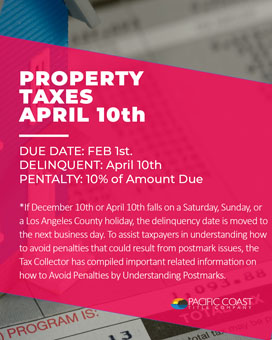 PROPERTY
TAXES
APRIL 10th
DUE DATE: FEB 1st.
DELINQUENT: April 10th
PENTALTY: 10% of Amount Due
*If December 10th or April 10th falls on a Saturday, Sunday, or
a Los Angeles County holiday, the delinquency date is moved to
the next business day. To assist taxpayers in understanding how
to avoid penalties that could result from postmark issues, the
Tax Collector has compiled important related information on
how to Avoid Penalties by Understanding Postmarks.
PACIFIC COAST
TITLE COMPANY
PROGRAM IS: